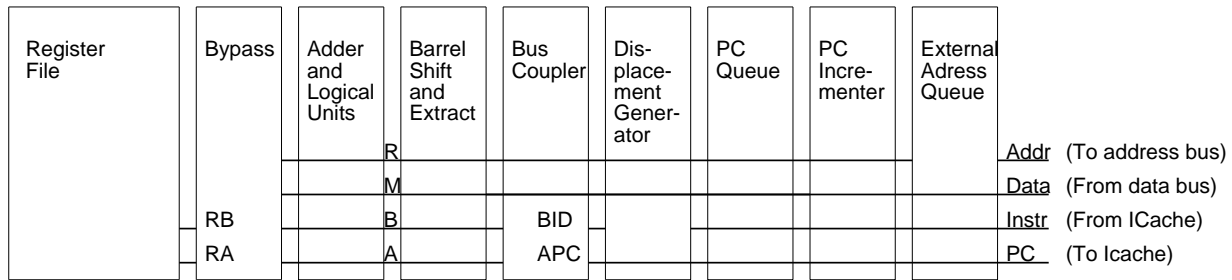 Register
File
Bypass
Adder
and
Logical
Units
Barrel
Shift
and
Extract
Bus
Coupler
Dis-
place-
ment
Gener-
ator
PC
Queue
PC
Incre-
menter
External
Adress
Queue
R
Addr (To address bus)
M
Data (From data bus)
RB B BID Instr (From ICache)
RA A APC PC (To Icache)